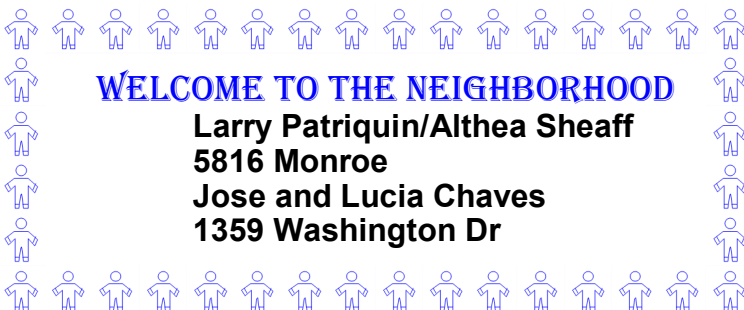 WELCOME TO THE NEIGHBORHOOD
Larry Patriquin/Althea Sheaff
5816 Monroe
Jose and Lucia Chaves
1359 Washington Dr